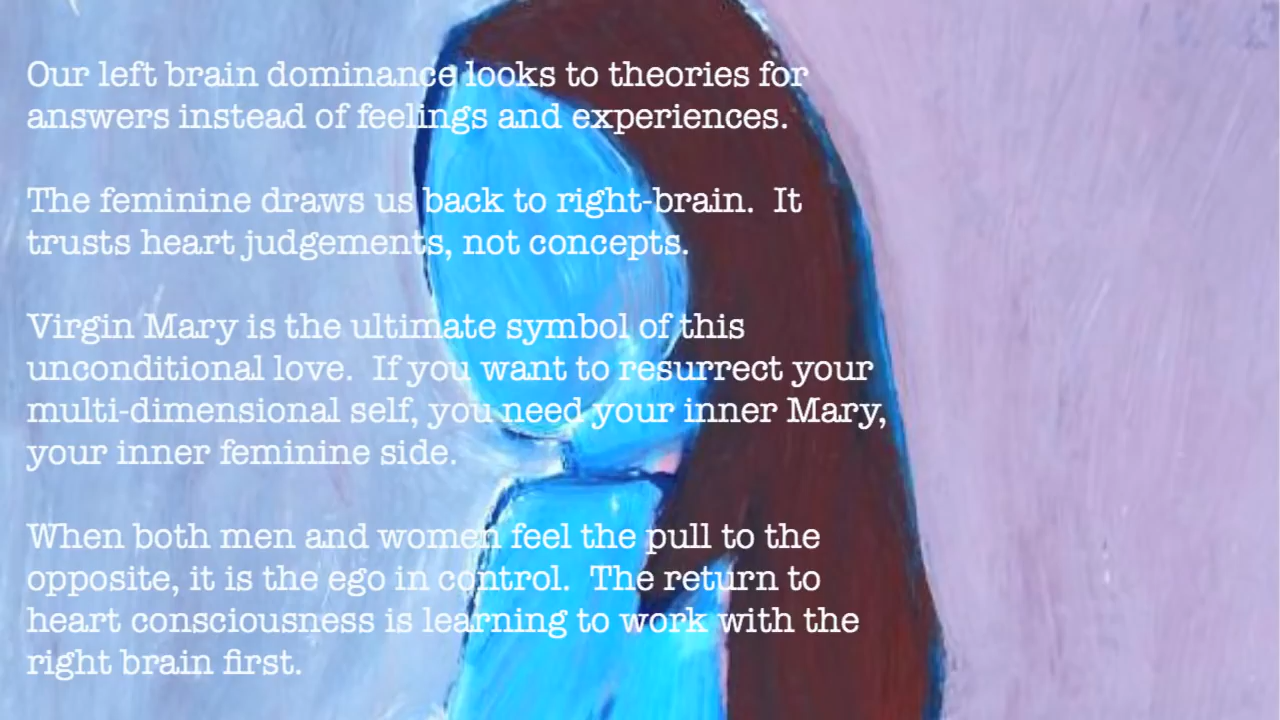 Our left brain dominance looks to theories for
answers instead of feelings and experiences.
The feminine draws us back to right-brain.  It
trusts heart judgements, not concepts.
Virgin Mary is the ultimate symbol of this
unconditional love.  If you want to resurrect your
multi-dimensional self, you need your inner Mary,
your inner feminine side.
When both men and women feel the pull to the
opposite, it is the ego in control.  The return to
heart consciousness is learning to work with the
right brain first.